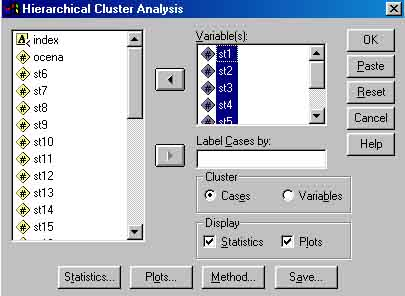 Hierarchical Cluster Analysis
index
ocena
st6
st7
st8
st9
st10
st11
st12
st13
st14
st15
Variable(s):
st1
st2
st3
st4
st5
Label Cases by:
Cluster
Cases Variables
Display
Statistics Plots
OK
Paste
Reset
Cancel
Help
Statistics... Plots... Method... Save...